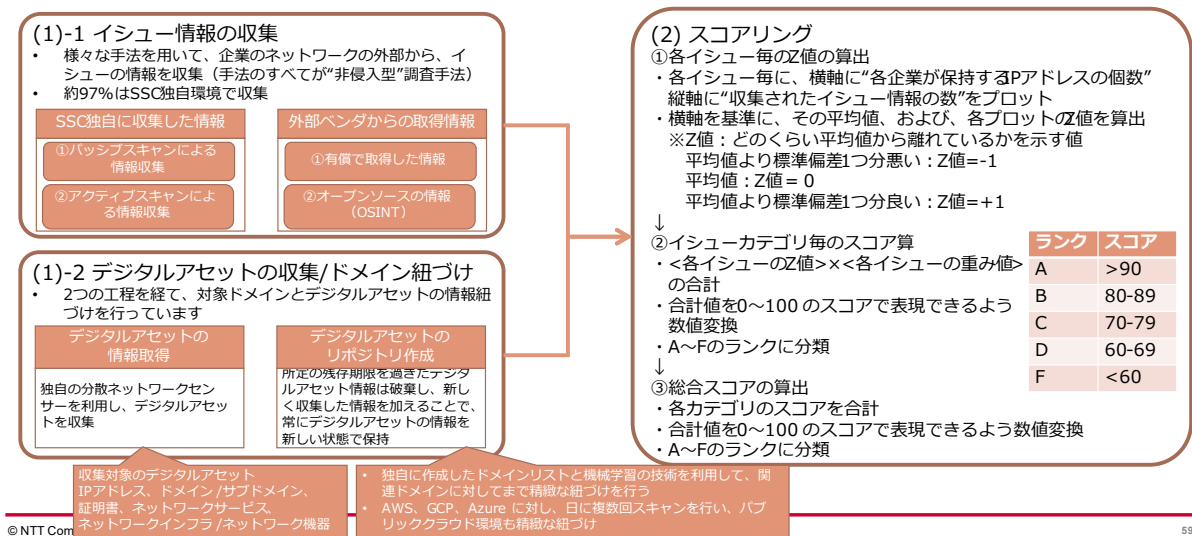 (1)-1 イシュー情報の収集
• 様々な手法を用いて、企業のネットワークの外部から、イ
シューの情報を収集（手法のすべてが“非侵入型”調査手法）
• 約97%はSSC独自環境で収集
SSC独自に収集した情報
①パッシブスキャンによる
情報収集
②アクティブスキャンによ
る情報収集
外部ベンダからの取得情報
①有償で取得した情報
②オープンソースの情報
（OSINT）
(1)-2 デジタルアセットの収集/ドメイン紐づけ
• 2つの工程を経て、対象ドメインとデジタルアセットの情報紐
づけを行っています
デジタルアセットの
情報取得
独自の分散ネットワークセン
サーを利用し、デジタルアセッ
トを収集
デジタルアセットの
リポジトリ作成
所定の残存期限を過ぎたデジタ
ルアセット情報は破棄し、新し
く収集した情報を加えることで、
常にデジタルアセットの情報を
新しい状態で保持
収集対象のデジタルアセット
IPアドレス、ドメイン/サブドメイン、
証明書、ネットワークサービス、
ネットワークインフラ/ネットワーク機器
• 独自に作成したドメインリストと機械学習の技術を利用して、関
連ドメインに対してまで精緻な紐づけを行う
• AWS、GCP、Azure に対し、日に複数回スキャンを行い、パブ
リッククラウド環境も精緻な紐づけ
(2) スコアリング
①各イシュー毎のZ値の算出
・各イシュー毎に、横軸に“各企業が保持するIPアドレスの個数”
縦軸に“収集されたイシュー情報の数”をプロット
・横軸を基準に、その平均値、および、各プロットのZ値を算出
※Z値：どのくらい平均値から離れているかを示す値
平均値より標準偏差1つ分悪い：Z値=-1
平均値：Z値 = 0
平均値より標準偏差1つ分良い：Z値=+1
↓
②イシューカテゴリ毎のスコア算
・<各イシューのZ値>×<各イシューの重み値>
の合計
・合計値を0～100 のスコアで表現できるよう
数値変換
・A～Fのランクに分類
↓
③総合スコアの算出
・各カテゴリのスコアを合計
・合計値を0～100 のスコアで表現できるよう数値変換
・A～Fのランクに分類
ランク スコア
A >90
B 80-89
C 70-79
D 60-69
F <60
© NTT Com
59